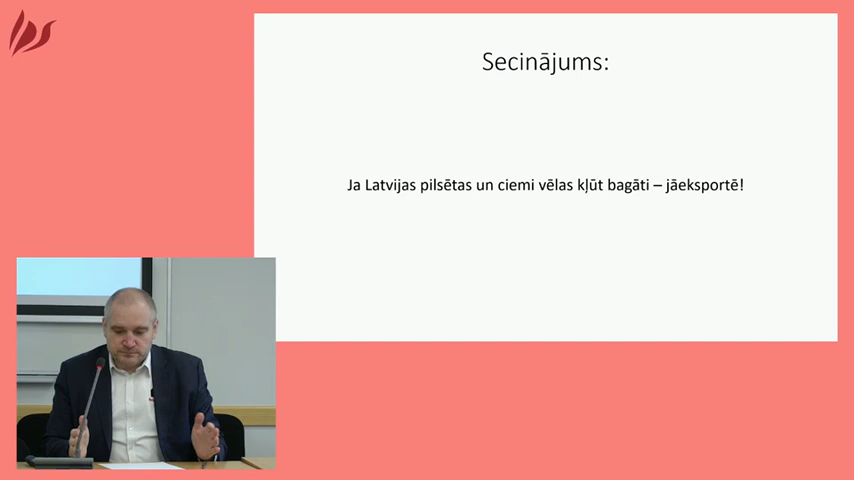 Secinājums:
Ja Latvijas pilsētas un ciemi vēlas kļūt bagāti – jāeksportē!